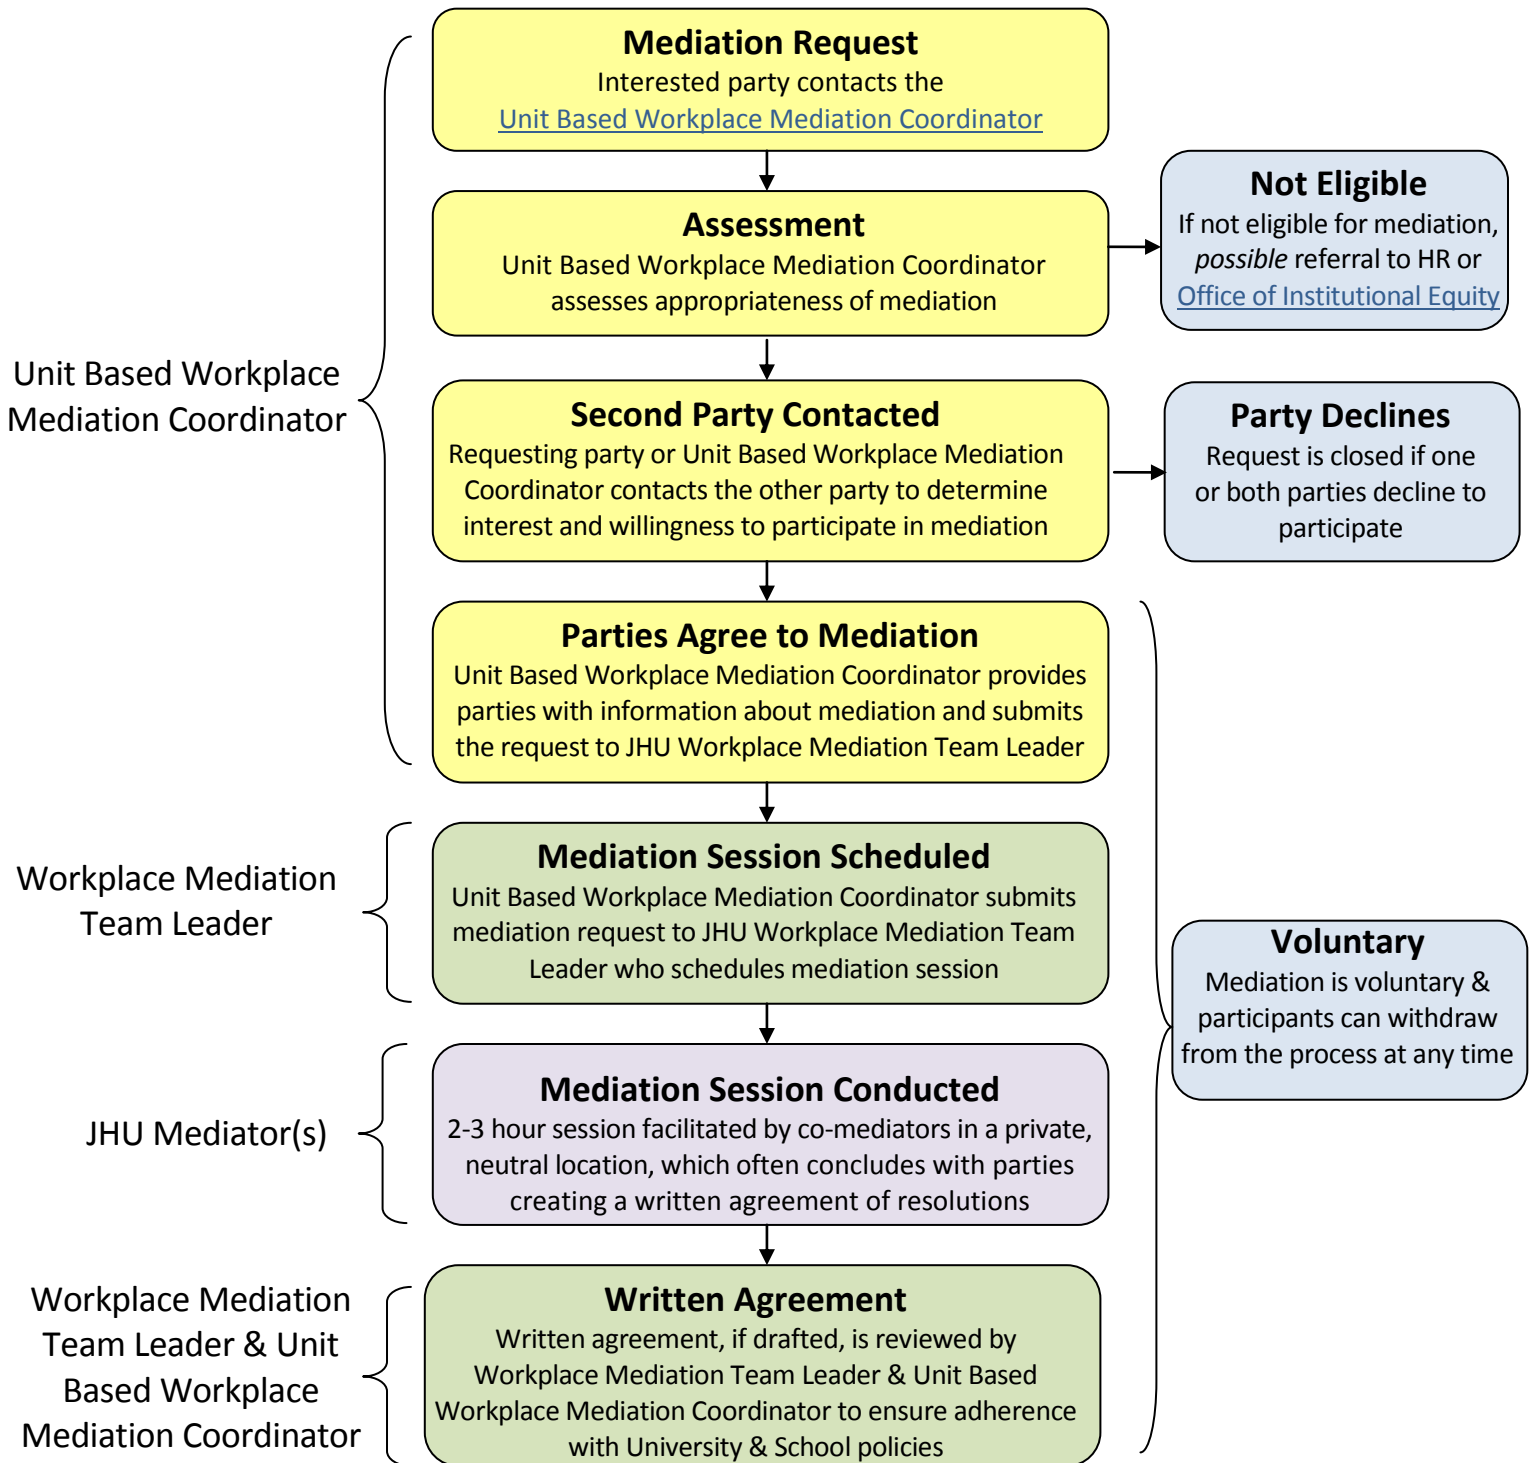 Mediation Request
Interested party contacts the
Unit Based Workplace Mediation Coordinator
Assessment
Unit Based Workplace Mediation Coordinator
assesses appropriateness of mediation
Not Eligible
If not eligible for mediation,
possible referral to HR or
Office of Institutional Equity
Unit Based Workplace
Mediation Coordinator
Second Party Contacted
Requesting party or Unit Based Workplace Mediation
Coordinator contacts the other party to determine
interest and willingness to participate in mediation
Party Declines
Request is closed if one
or both parties decline to
participate
Parties Agree to Mediation
Unit Based Workplace Mediation Coordinator provides
parties with information about mediation and submits
the request to JHU Workplace Mediation Team Leader
Workplace Mediation
Team Leader
Mediation Session Scheduled
Unit Based Workplace Mediation Coordinator submits
mediation request to JHU Workplace Mediation Team
Leader who schedules mediation session
Voluntary
Mediation is voluntary &
participants can withdraw
from the process at any time
JHU Mediator(s)
Mediation Session Conducted
2-3 hour session facilitated by co-mediators in a private,
neutral location, which often concludes with parties
creating a written agreement of resolutions
Workplace Mediation
Team Leader & Unit
Based Workplace
Mediation Coordinator
Written Agreement
Written agreement, if drafted, is reviewed by
Workplace Mediation Team Leader & Unit Based
Workplace Mediation Coordinator to ensure adherence
with University & School policies